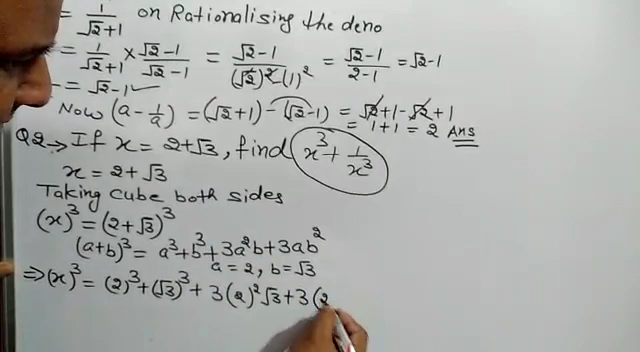 = 1/√2+1 on Rationalising the deno
= 1/√2+1 × √2-1/√2-1 = √2-1/(√2)²-(1)² = √2-1/2-1 = √2-1
= √2-1 ✓
Now (a - 1/a) = (√2+1) - (√2-1) = √2+1-√2+1
= 1+1 = 2 Ans
Q2→ If x = 2+√3, find x³ + 1/x³
x = 2+√3
Taking cube both sides
(x)³ = (2+√3)³
(a+b)³ = a³+b³+3a²b+3ab²
a = 2, b = √3
⇒ (x)³ = (2)³+(√3)³ + 3(2)²√3+3(2